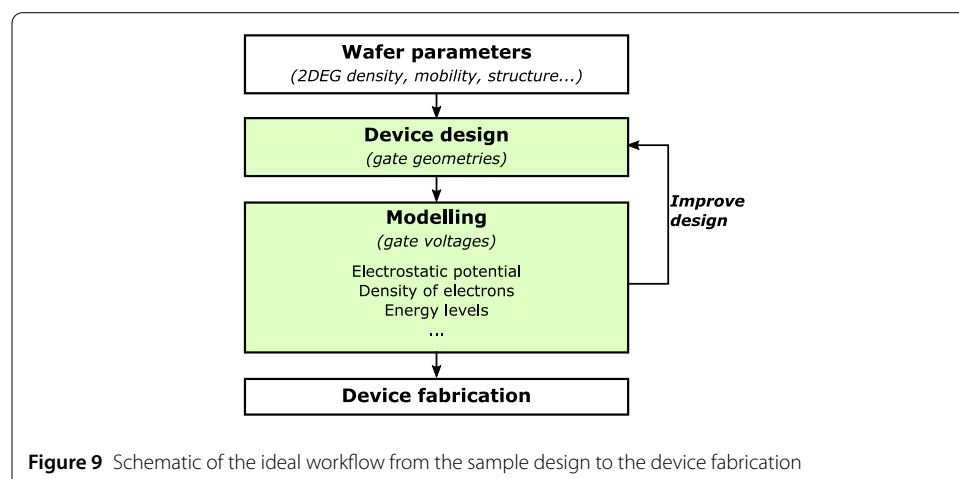 Wafer parameters
(2DEG density, mobility, structure...)
Device design
(gate geometries)
Improve
design
Modelling
(gate voltages)
Electrostatic potential
Density of electrons
Energy levels
...
Device fabrication
Figure 9 Schematic of the ideal workflow from the sample design to the device fabrication